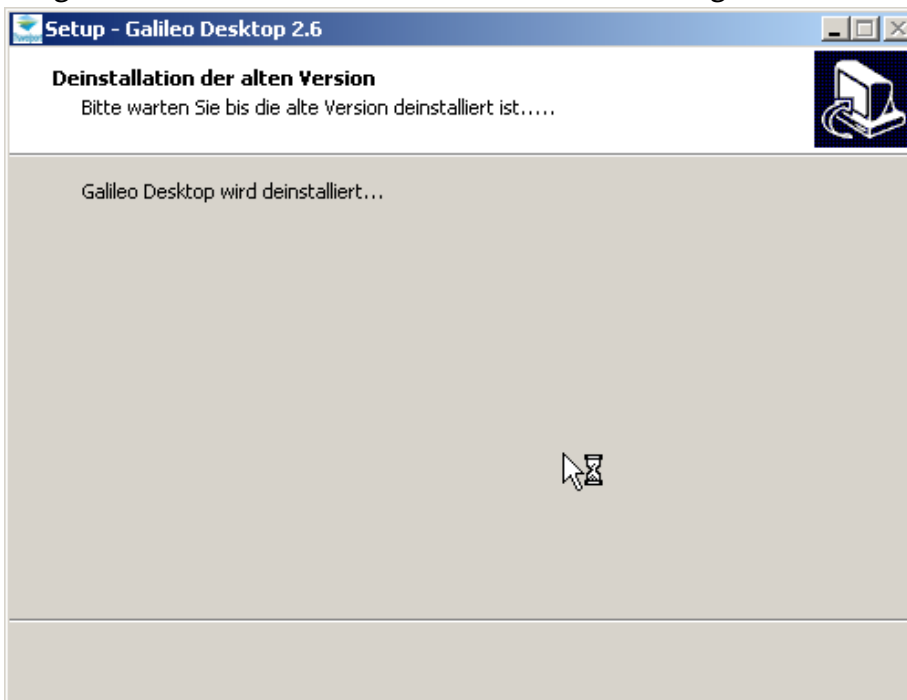 Setup - Galileo Desktop 2.6
Deinstallation der alten Version
Bitte warten Sie bis die alte Version deinstalliert ist.....
Galileo Desktop wird deinstalliert...